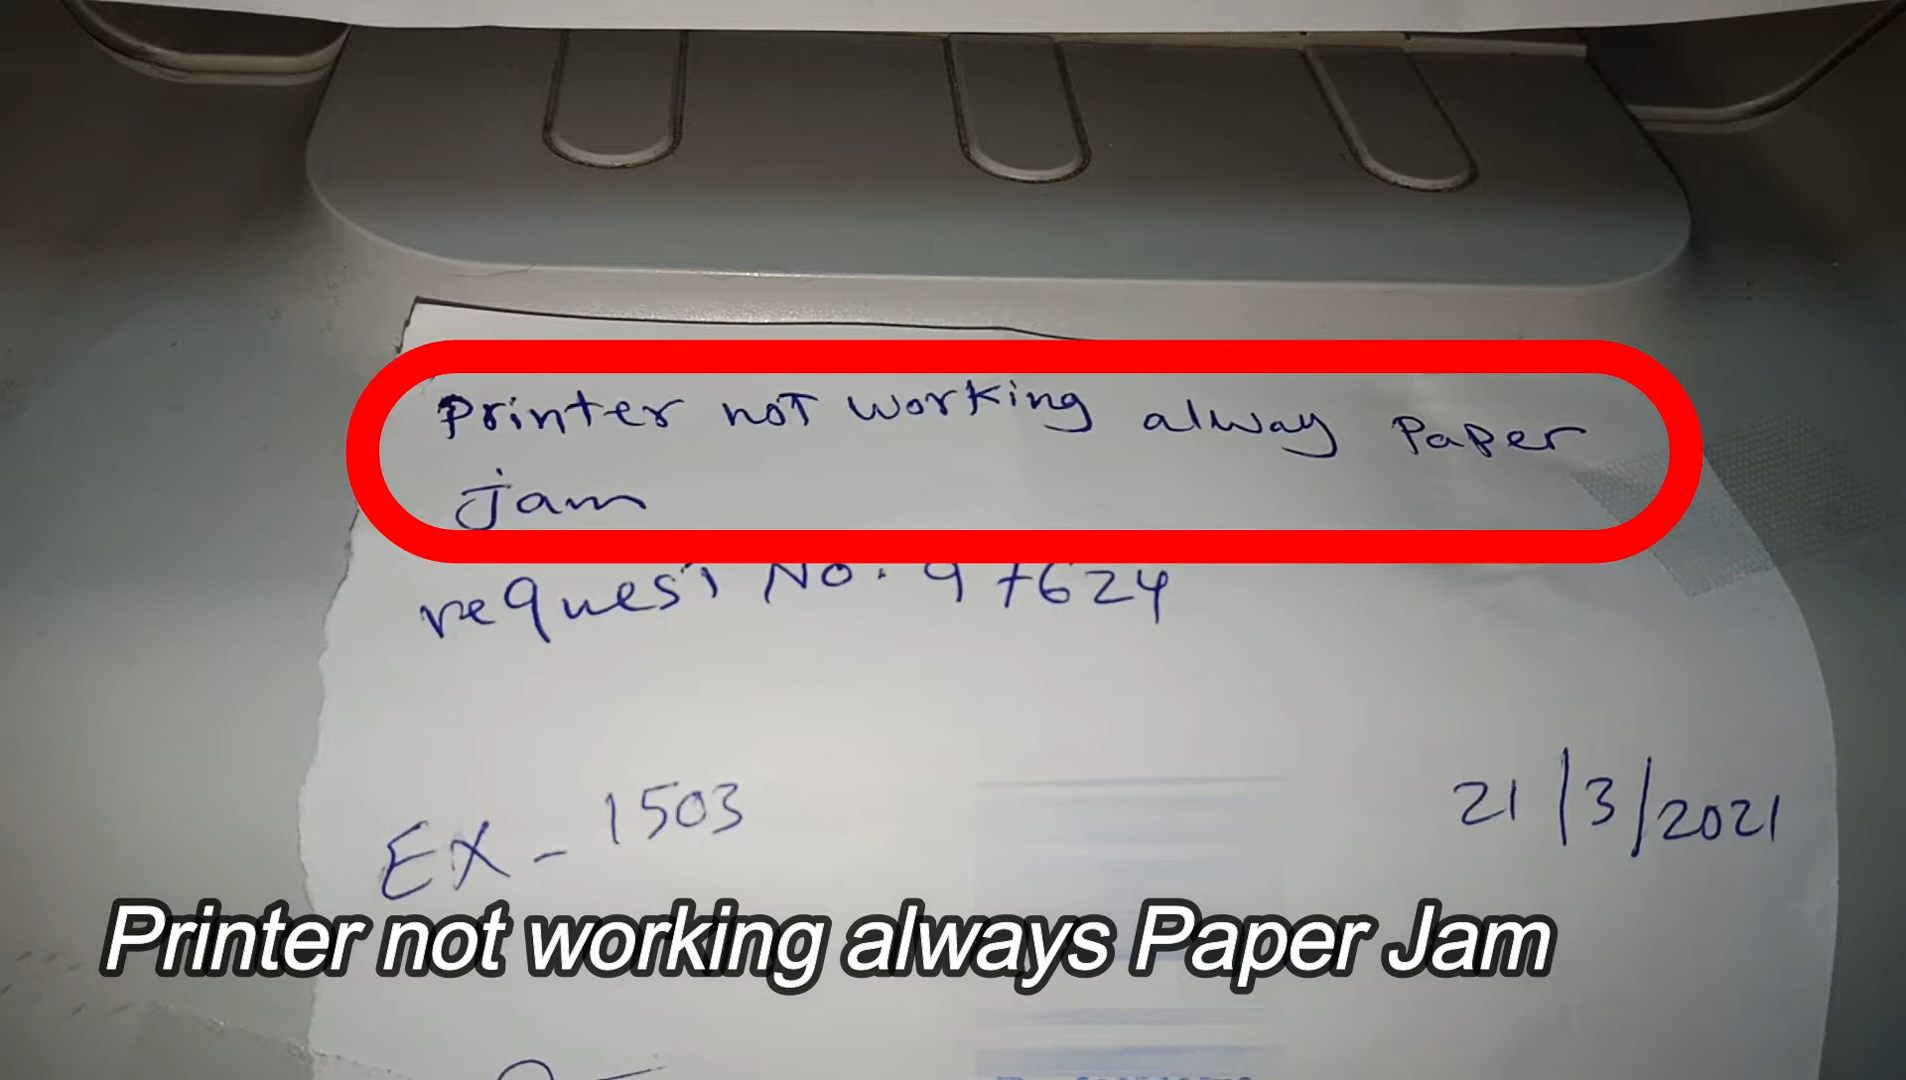 Printer not working alway Paper
jam
request No. 97624
EX - 1503
21/3/2021
Printer not working always Paper Jam